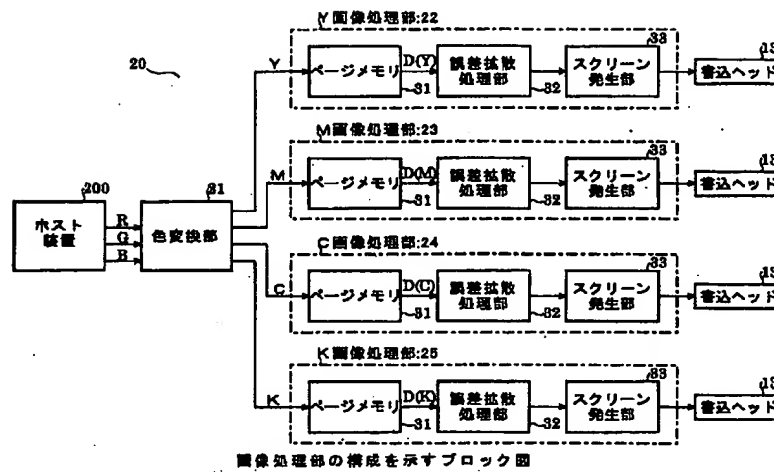 20
200
ホスト
装置
R
G
B
31
色変換部
Y
M
C
K
Y画像処理部:22
ページメモリ
31
D(Y)
誤差拡散
処理部
32
スクリーン
発生部
33
書込ヘッド
13
M画像処理部:23
ページメモリ
31
D(M)
誤差拡散
処理部
32
スクリーン
発生部
33
書込ヘッド
13
C画像処理部:24
ページメモリ
31
D(C)
誤差拡散
処理部
32
スクリーン
発生部
33
書込ヘッド
13
K画像処理部:25
ページメモリ
31
D(K)
誤差拡散
処理部
32
スクリーン
発生部
33
書込ヘッド
13
画像処理部の構成を示すブロック図